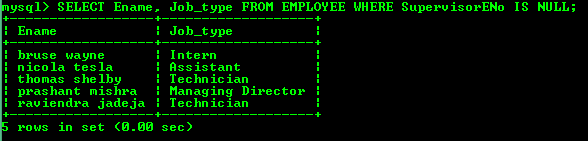 mysql> SELECT Ename, Job_type FROM EMPLOYEE WHERE SupervisorENo IS NULL;
+-----------------+-------------------+
| Ename | Job_type |
+-----------------+-------------------+
| bruse wayne | Intern |
| nicola tesla | Assistant |
| thomas shelby | Technician |
| prashant mishra | Managing Director |
| raviendra jadeja | Technician |
+-----------------+-------------------+
5 rows in set (0.00 sec)